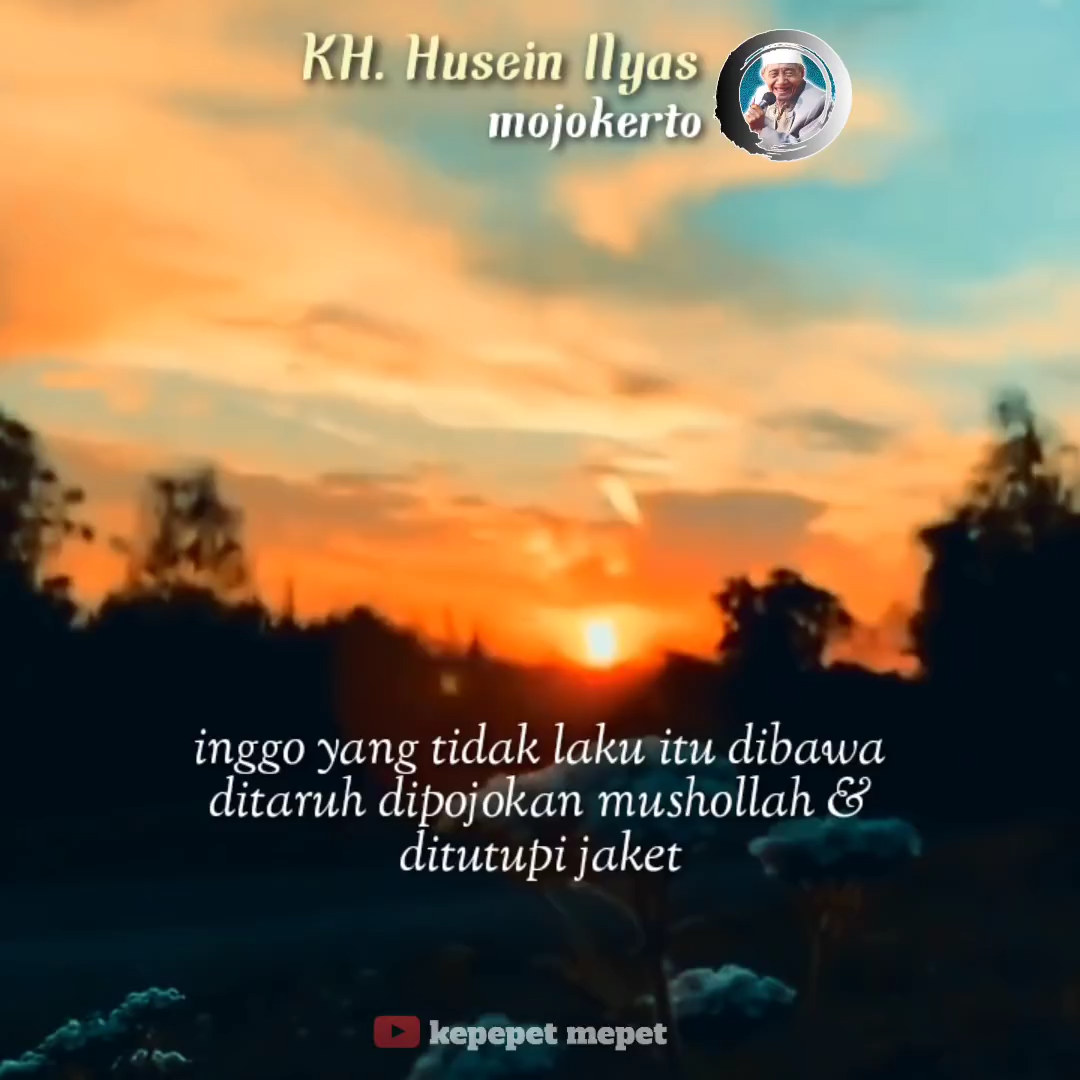 KH. Husein Ilyas
mojokerto
inggo yang tidak laku itu dibawa
ditaruh dipojokan mushollah &
ditutupi jaket
kepepet mepet